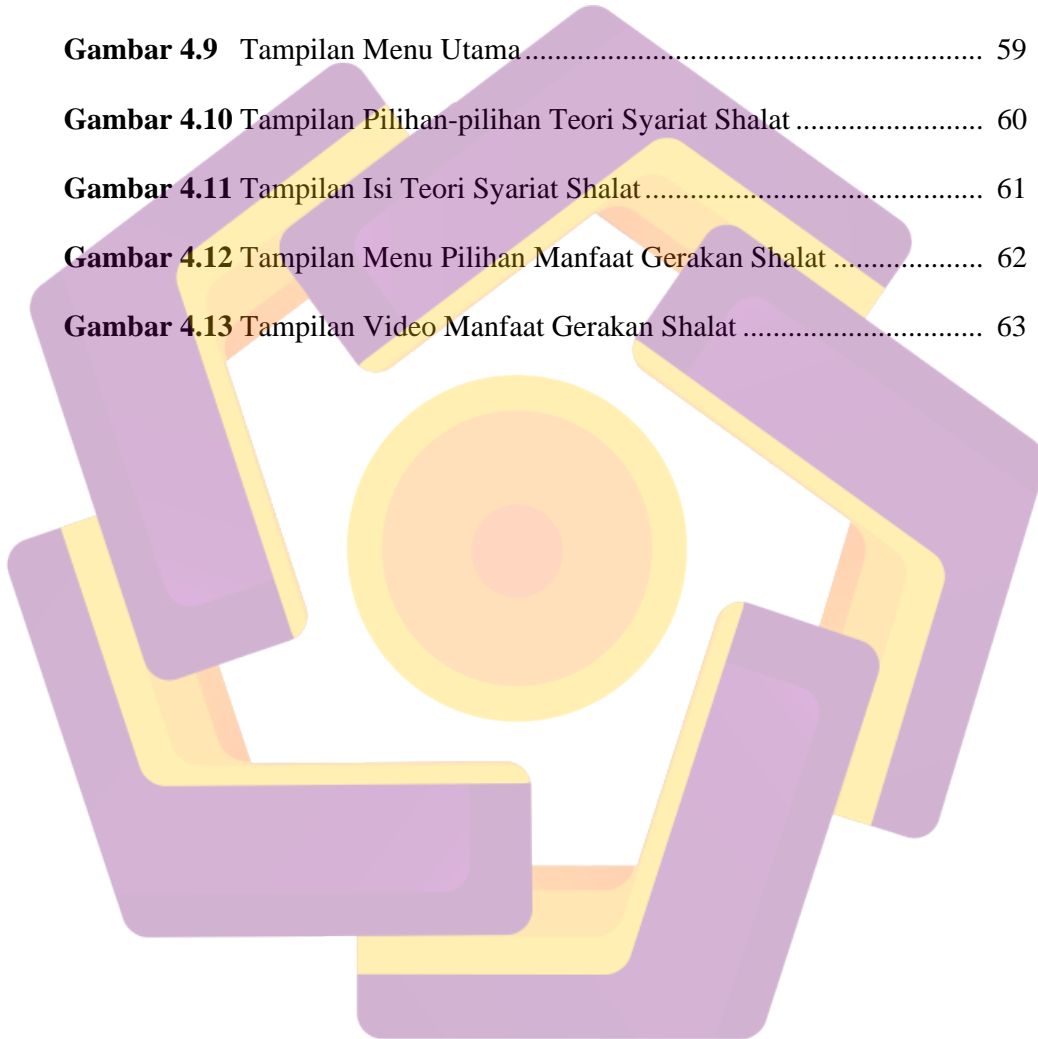 Gambar 4.9 Tampilan Menu Utama............................................................. 59
Gambar 4.10 Tampilan Pilihan-pilihan Teori Syariat Shalat ......................... 60
Gambar 4.11 Tampilan Isi Teori Syariat Shalat............................................. 61
Gambar 4.12 Tampilan Menu Pilihan Manfaat Gerakan Shalat .................... 62
Gambar 4.13 Tampilan Video Manfaat Gerakan Shalat ................................ 63